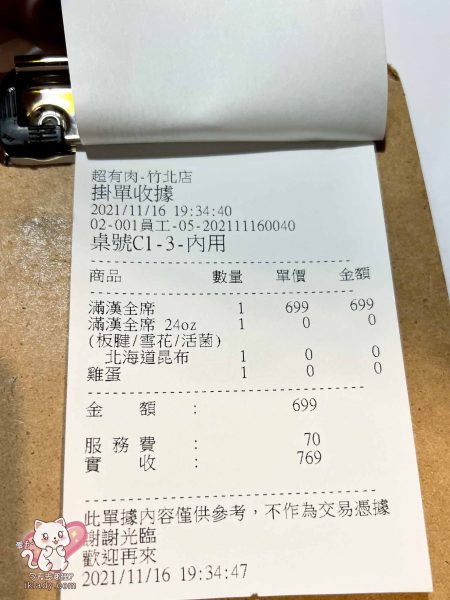 超有肉-竹北店
掛單收據
2021/11/16 19:34:40
02-001員工-05-202111160040
桌號C1-3-內用
商品 數量 單價 金額
滿漢全席 1 699 699
滿漢全席 24oz 1 0 0
(板腱/雪花/活菌)
北海道昆布 1 0 0
雞蛋 1 0 0
金 額 : 699
服 務 費 : 70
實 收 : 769
此單據內容僅供參考，不作為交易憑據
謝謝光臨
歡迎再來
2021/11/16 19:34:47
iklady.com